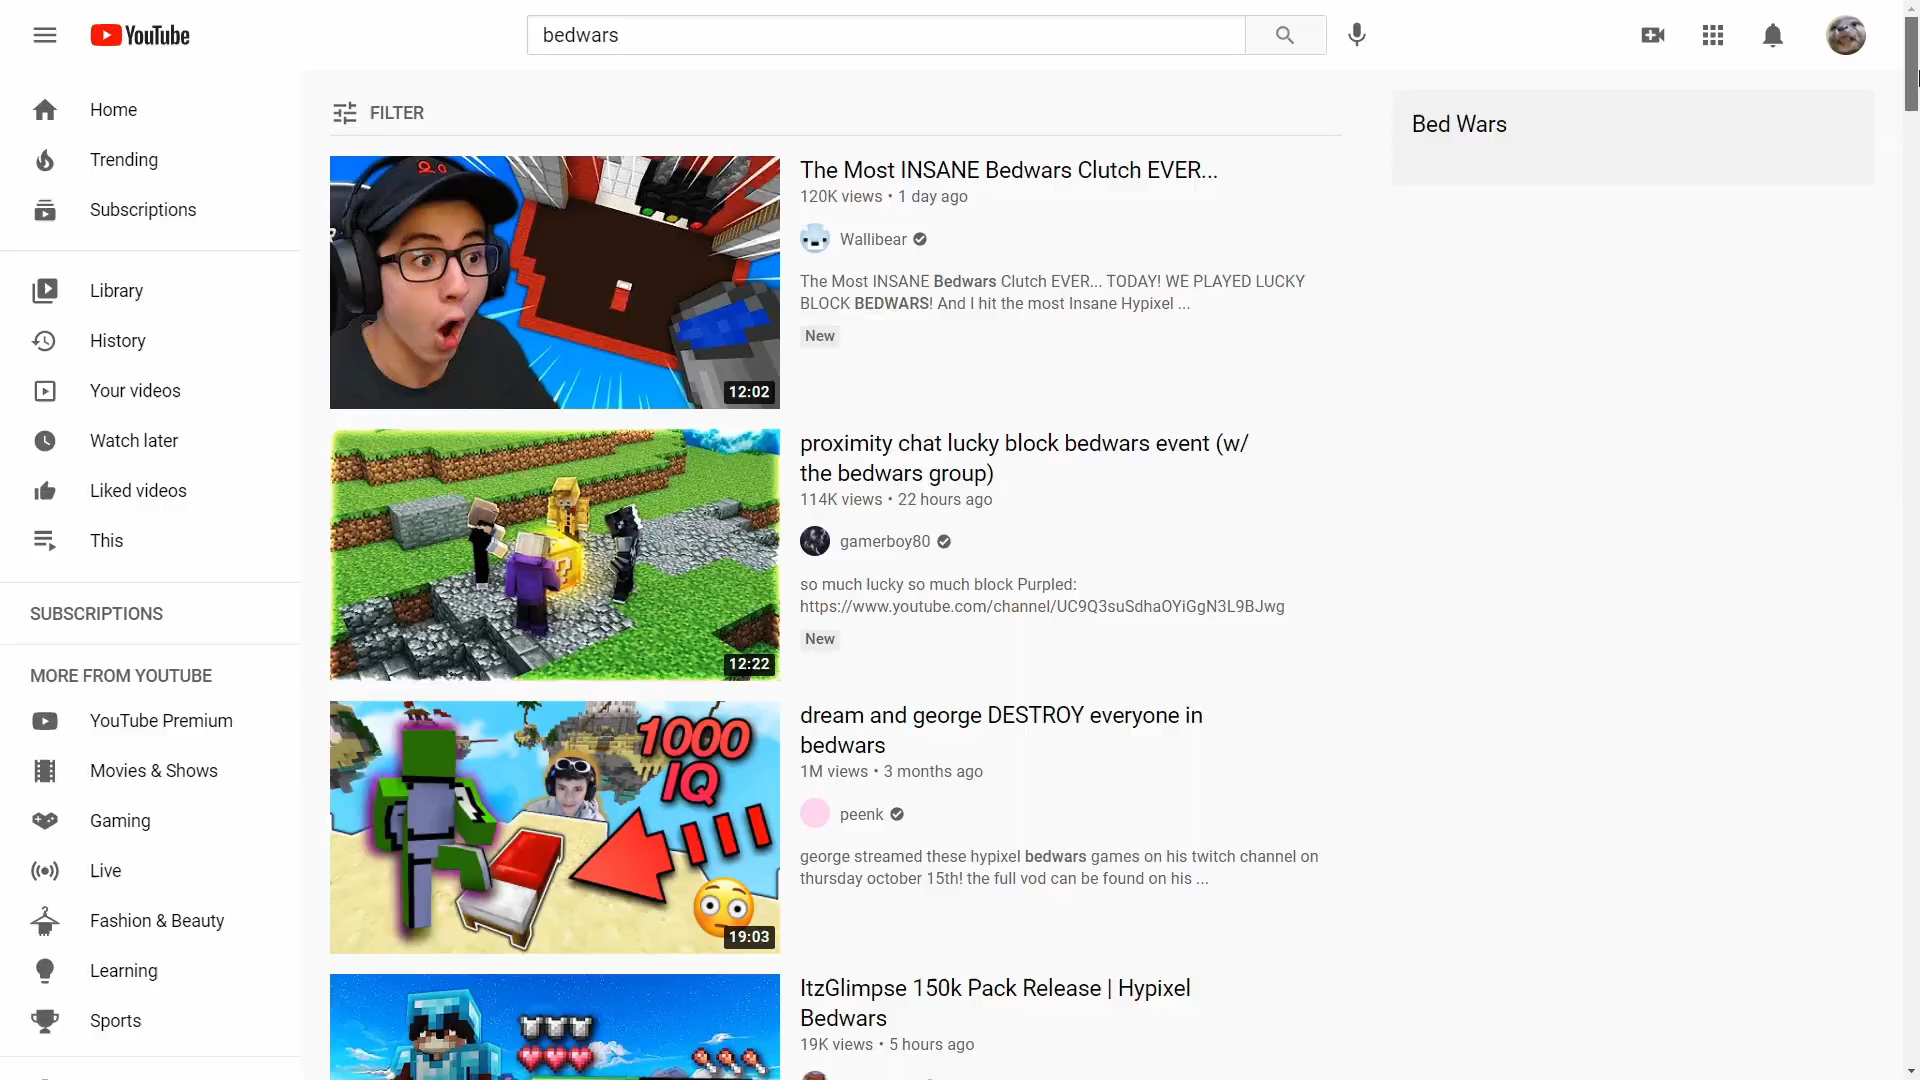 YouTube
bedwars
Home
Trending
Subscriptions
Library
History
Your videos
Watch later
Liked videos
This
SUBSCRIPTIONS
MORE FROM YOUTUBE
YouTube Premium
Movies & Shows
Gaming
Live
Fashion & Beauty
Learning
Sports
FILTER
12:02
The Most INSANE Bedwars Clutch EVER...
120K views • 1 day ago
Wallibear
The Most INSANE Bedwars Clutch EVER... TODAY! WE PLAYED LUCKY
BLOCK BEDWARS! And I hit the most Insane Hypixel ...
New
12:22
proximity chat lucky block bedwars event (w/
the bedwars group)
114K views • 22 hours ago
gamerboy80
so much lucky so much block Purpled:
https://www.youtube.com/channel/UC9Q3suSdhaOYiGgN3L9BJwg
New
1000
IQ
19:03
dream and george DESTROY everyone in
bedwars
1M views • 3 months ago
peenk
george streamed these hypixel bedwars games on his twitch channel on
thursday october 15th! the full vod can be found on his ...
ItzGlimpse 150k Pack Release | Hypixel
Bedwars
19K views • 5 hours ago
Bed Wars